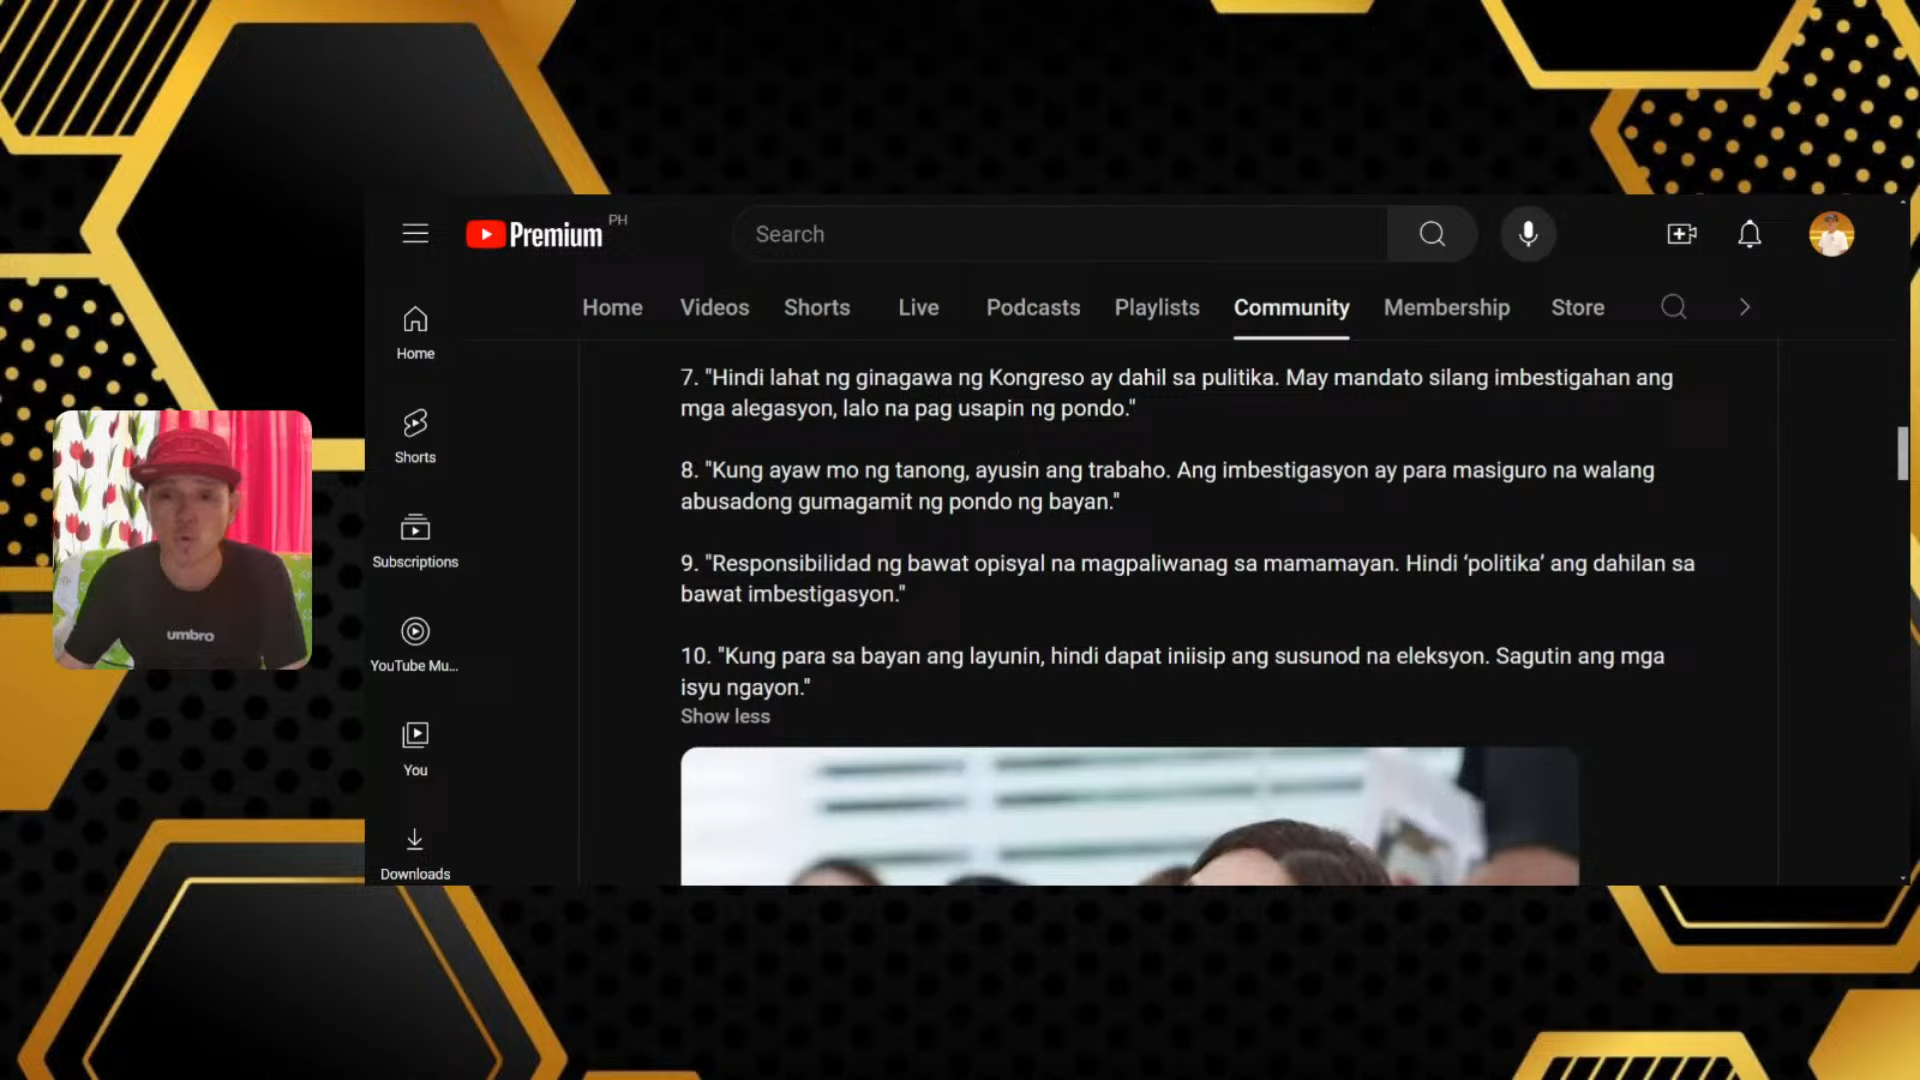 Premium PH
Search
Home Videos Shorts Live Podcasts Playlists Community Membership Store
Home
Shorts
Subscriptions
YouTube Mu...
You
Downloads
7. "Hindi lahat ng ginagawa ng Kongreso ay dahil sa pulitika. May mandato silang imbestigahan ang
mga alegasyon, lalo na pag usapin ng pondo."
8. "Kung ayaw mo ng tanong, ayusin ang trabaho. Ang imbestigasyon ay para masiguro na walang
abusadong gumagamit ng pondo ng bayan."
9. "Responsibilidad ng bawat opisyal na magpaliwanag sa mamamayan. Hindi ‘politika’ ang dahilan sa
bawat imbestigasyon."
10. "Kung para sa bayan ang layunin, hindi dapat iniisip ang susunod na eleksyon. Sagutin ang mga
isyu ngayon."
Show less
umbro